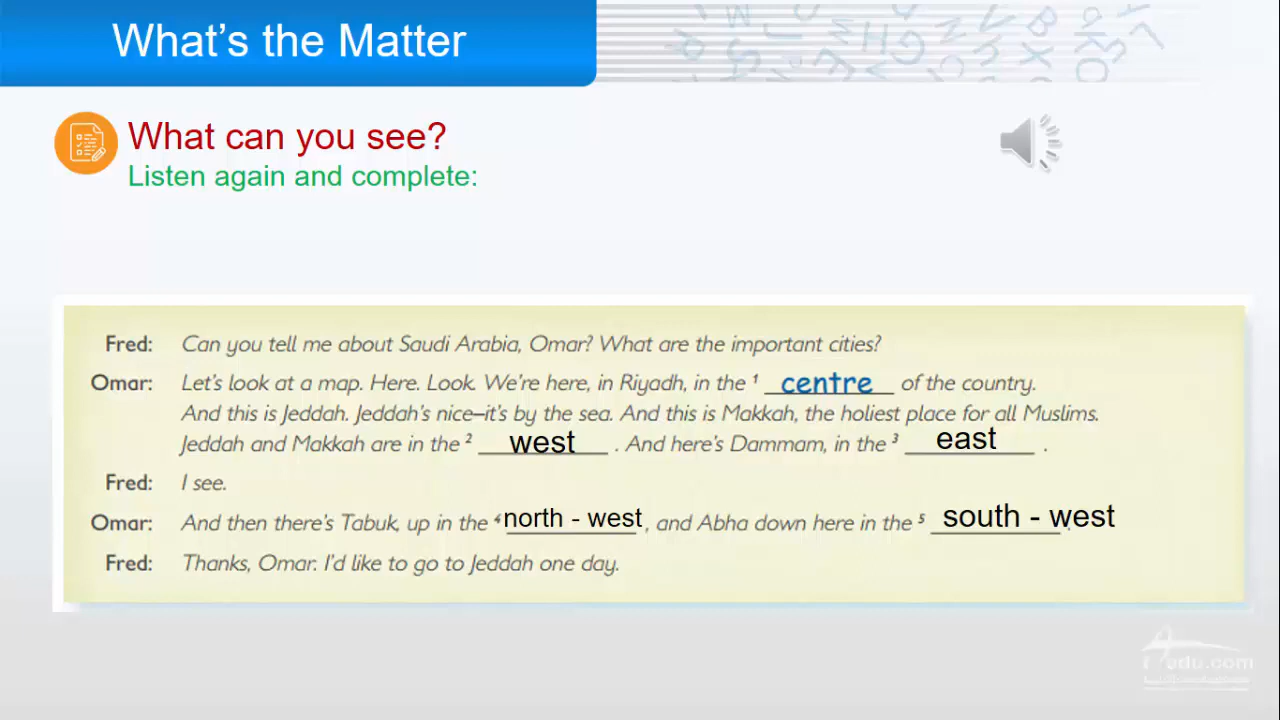 What's the Matter
What can you see?
Listen again and complete:
Fred: Can you tell me about Saudi Arabia, Omar? What are the important cities?
Omar: Let's look at a map. Here. Look. We're here, in Riyadh, in the ¹ centre of the country.
And this is Jeddah. Jeddah's nice–it's by the sea. And this is Makkah, the holiest place for all Muslims.
Jeddah and Makkah are in the ² west . And here's Dammam, in the ³ east .
Fred: I see.
Omar: And then there's Tabuk, up in the ⁴ north - west , and Abha down here in the ⁵ south - west .
Fred: Thanks, Omar. I'd like to go to Jeddah one day.